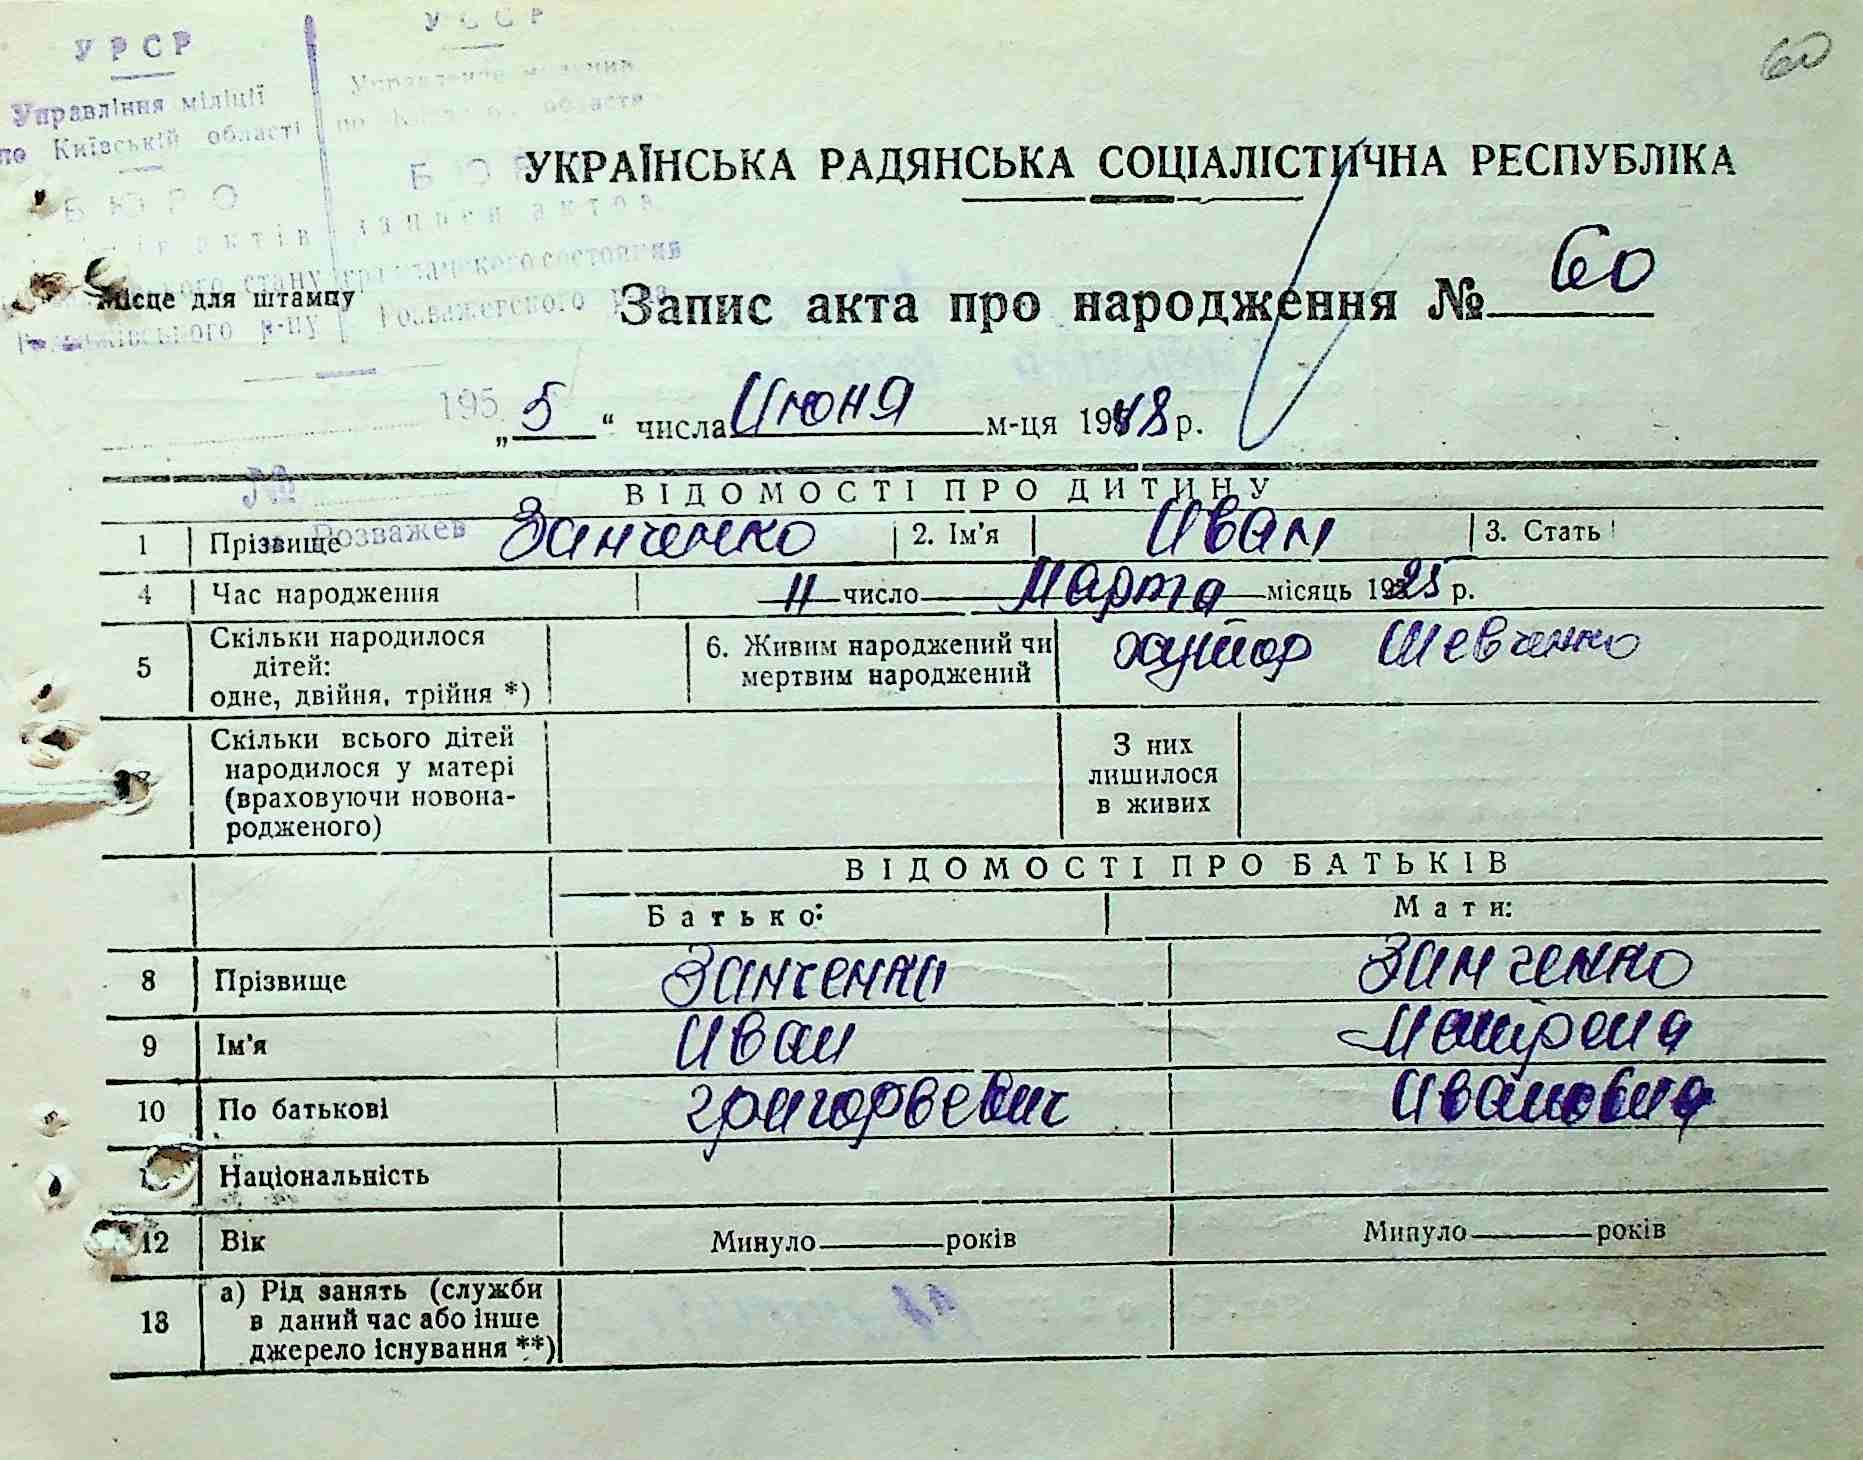 УРСР
УССР
60
Управління міліції
по Київській області
БЮРО
УКРАЇНСЬКА РАДЯНСЬКА СОЦІАЛІСТИЧНА РЕСПУБЛІКА
записи актов
гражданского состояния
Розважевского р-на
Місце для штампу
Запис акта про народження № 60
195
„ 5 “ числа Июня м-ця 1948 р.
№
Розважев
ВІДОМОСТІ ПРО ДИТИНУ
1 Прізвище Занченко 2. Ім'я Иван 3. Стать
4 Час народження 11 число Марта місяць 1925 р.
5 Скільки народилося дітей: одне, двійня, трійня *) 6. Живим народжений чи мертвим народжений хутор Шевченко
Скільки всього дітей народилося у матері (враховуючи новонародженого) З них лишилося в живих
ВІДОМОСТІ ПРО БАТЬКІВ
Батько: Мати:
8 Прізвище Занченко Занченко
9 Ім'я Иван Матрена
10 По батькові Григорьевич Ивановна
Національність
12 Вік Минуло років Минуло років
13 а) Рід занять (служби в даний час або інше джерело існування **)